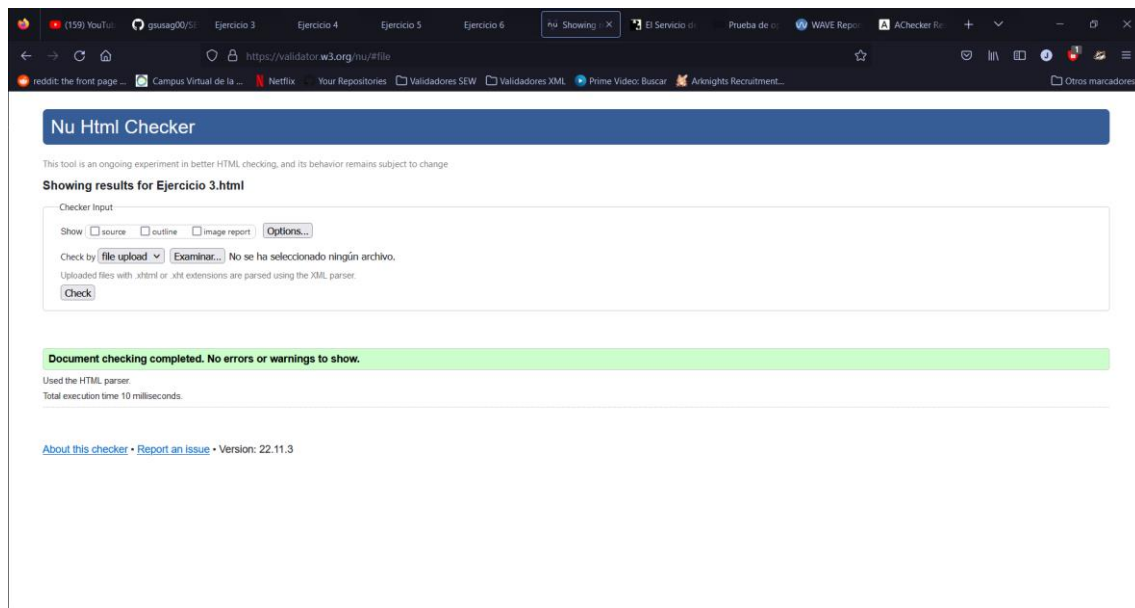 (159) YouTu
gsusag00/SE
Ejercicio 3
Ejercicio 4
Ejercicio 5
Ejercicio 6
nu Showing
El Servicio d
Prueba de o
WAVE Repo
AChecker Re
https://validator.w3.org/nu/#file
reddit: the front page ...
Campus Virtual de la ...
Netflix
Your Repositories
Validadores SEW
Validadores XML
Prime Video: Buscar
Arknights Recruitment...
Otros marcadores
Nu Html Checker
This tool is an ongoing experiment in better HTML checking, and its behavior remains subject to change
Showing results for Ejercicio 3.html
Checker Input
Show source outline image report Options...
Check by file upload Examinar... No se ha seleccionado ningún archivo.
Uploaded files with .xhtml or .xht extensions are parsed using the XML parser.
Check
Document checking completed. No errors or warnings to show.
Used the HTML parser.
Total execution time 10 milliseconds.
About this checker • Report an issue • Version: 22.11.3